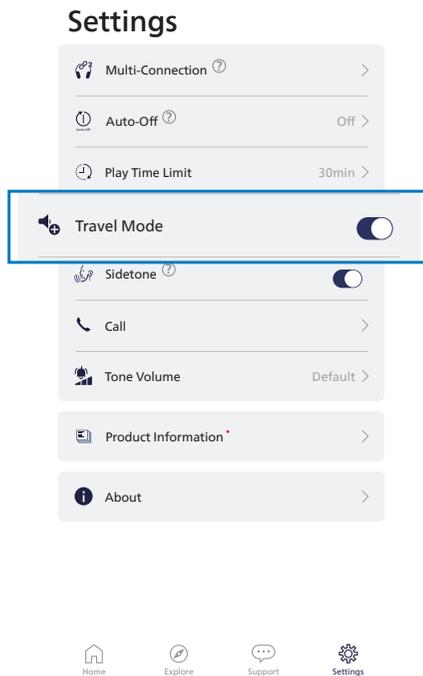 Settings
Multi-Connection ?
Auto-Off ? Off
Play Time Limit 30min
Travel Mode
Sidetone ?
Call
Tone Volume Default
Product Information
About
Home Explore Support Settings